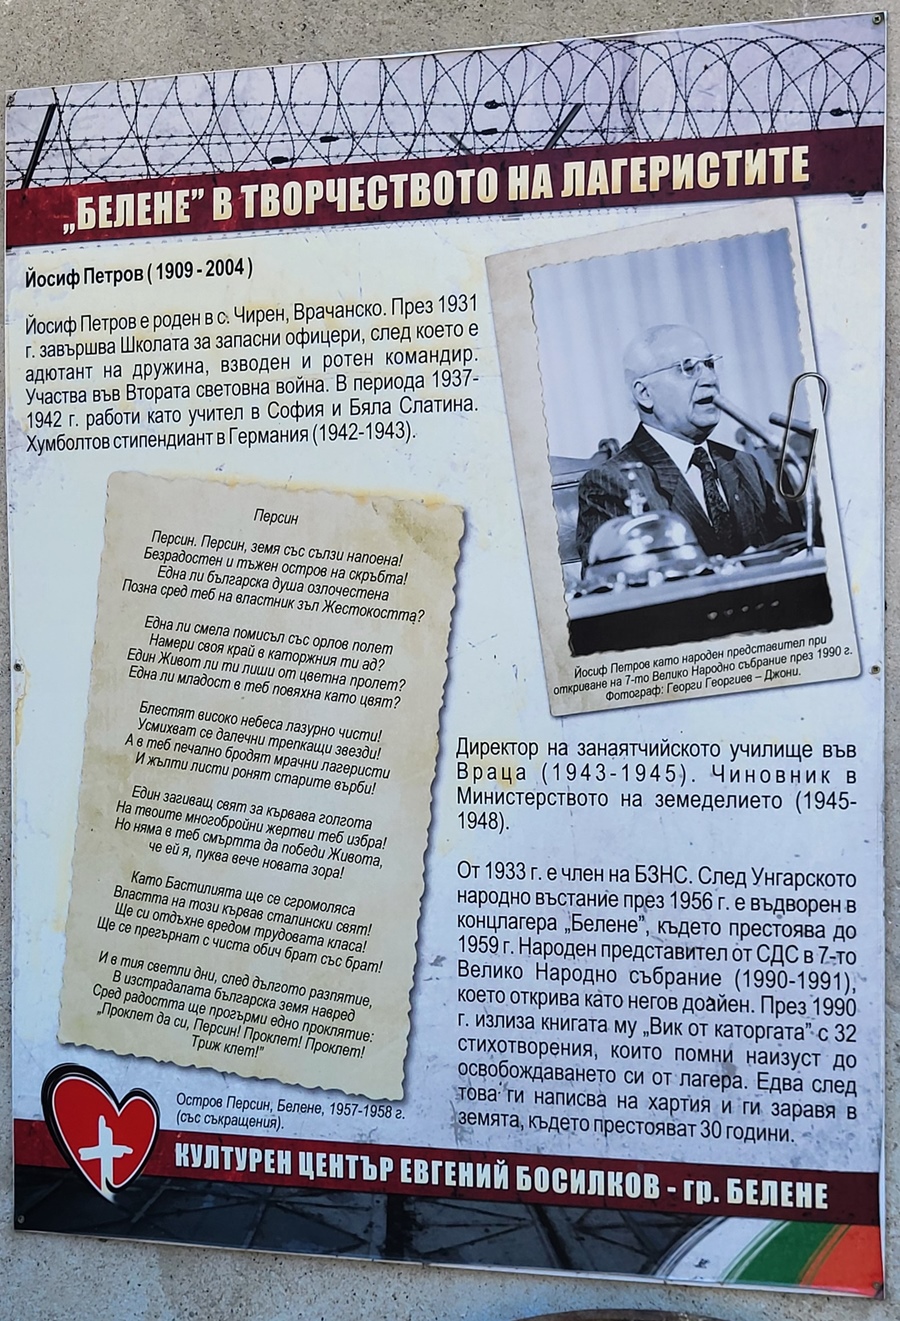 „БЕЛЕНЕ” В ТВОРЧЕСТВОТО НА ЛАГЕРИСТИТЕ
Йосиф Петров ( 1909 - 2004 )
Йосиф Петров е роден в с. Чирен, Врачанско. През 1931
г. завършва Школата за запасни офицери, след което е
адютант на дружина, взводен и ротен командир.
Участва във Втората световна война. В периода 1937-
1942 г. работи като учител в София и Бяла Слатина.
Хумболтов стипендиант в Германия (1942-1943).
Персин
Персин. Персин, земя със сълзи напоена!
Безрадостен и тъжен остров на скръбта!
Една ли българска душа озлочестена
Позна сред теб на властник зъл Жестокостта?
Една ли смела помисъл със орлов полет
Намери своя край в каторжния ти ад?
Един Живот ли ти лиши от цветна пролет?
Една ли младост в теб повяхна като цвят?
Блестят високо небеса лазурно чисти!
Усмихват се далечни трепкащи звезди!
А в теб печално бродят мрачни лагеристи
И жълти листи ронят старите върби!
Един загиващ свят за кървава голгота
На твоите многобройни жертви теб избра!
Но няма в теб смъртта да победи Живота,
че ей я, пуква вече новата зора!
Като Бастилията ще се сгромоляса
Властта на този кървав сталински свят!
Ще си отдъхне вредом трудовата класа!
Ще се прегърнат с чиста обич брат със брат!
И в тия светли дни, след дългото разпятие,
В изстрадалата българска земя навред
Сред радостта ще прогърми едно проклятие:
„Проклет да си, Персин! Проклет! Проклет!
Триж клет!”
Остров Персин, Белене, 1957-1958 г.
(със съкращения).
Йосиф Петров като народен представител при
откриване на 7-то Велико Народно събрание през 1990 г.
Фотограф: Георги Георгиев – Джони.
Директор на занаятчийското училище във
Враца (1943-1945). Чиновник в
Министерството на земеделието (1945-
1948).
От 1933 г. е член на БЗНС. След Унгарското
народно въстание през 1956 г. е въдворен в
концлагера „Белене”, където престоява до
1959 г. Народен представител от СДС в 7-то
Велико Народно събрание (1990-1991),
което открива като негов доайен. През 1990
г. излиза книгата му „Вик от каторгата” с 32
стихотворения, които помни наизуст до
освобождаването си от лагера. Едва след
това ги написва на хартия и ги заравя в
земята, където престояват 30 години.
КУЛТУРЕН ЦЕНТЪР ЕВГЕНИЙ БОСИЛКОВ - гр. БЕЛЕНЕ